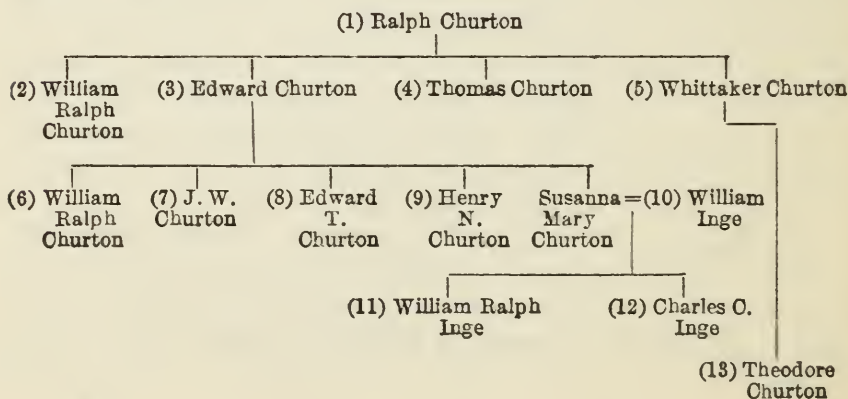 (1) Ralph Churton
(2) William Ralph Churton
(3) Edward Churton
(4) Thomas Churton
(5) Whittaker Churton
(6) William Ralph Churton
(7) J. W. Churton
(8) Edward T. Churton
(9) Henry N. Churton
Susanna Mary Churton
=
(10) William Inge
(11) William Ralph Inge
(12) Charles C. Inge
(13) Theodore Churton